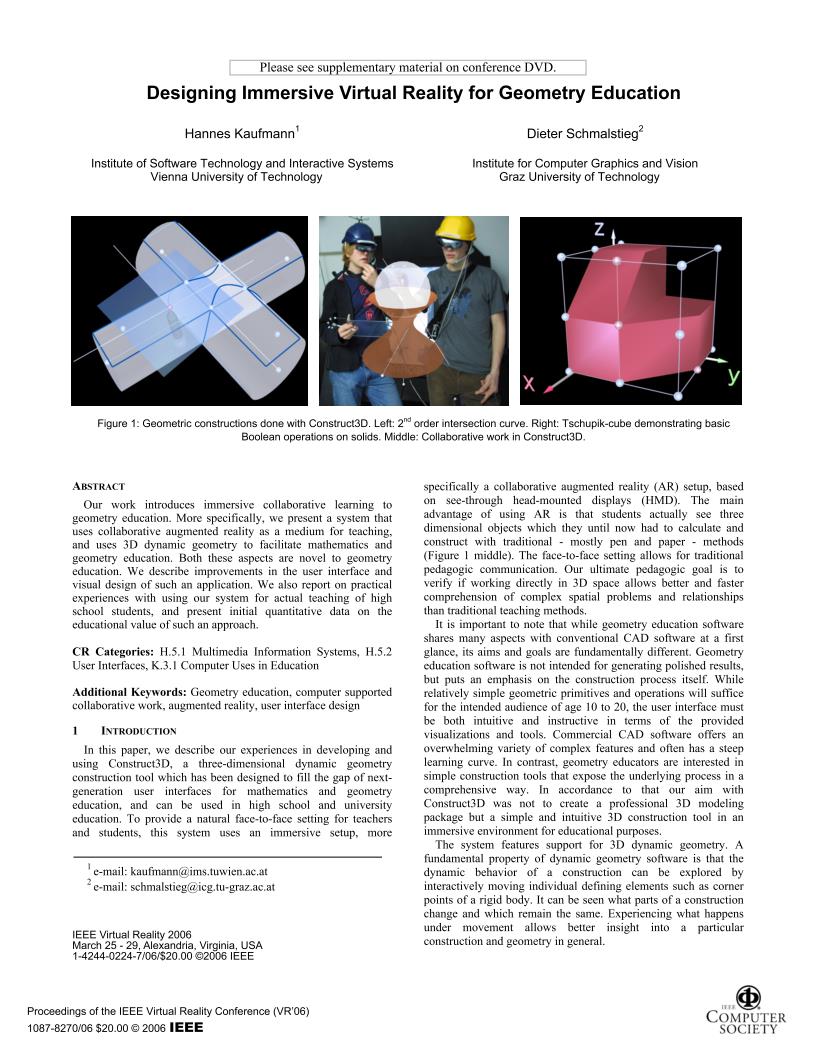 Please see supplementary material on conference DVD.
Designing Immersive Virtual Reality for Geometry Education
Hannes Kaufmann1
Institute of Software Technology and Interactive Systems
Vienna University of Technology
Dieter Schmalstieg2
Institute for Computer Graphics and Vision
Graz University of Technology
z
x
y
Figure 1: Geometric constructions done with Construct3D. Left: 2nd order intersection curve. Right: Tschupik-cube demonstrating basic
Boolean operations on solids. Middle: Collaborative work in Construct3D.
ABSTRACT
Our work introduces immersive collaborative learning to
geometry education. More specifically, we present a system that
uses collaborative augmented reality as a medium for teaching,
and uses 3D dynamic geometry to facilitate mathematics and
geometry education. Both these aspects are novel to geometry
education. We describe improvements in the user interface and
visual design of such an application. We also report on practical
experiences with using our system for actual teaching of high
school students, and present initial quantitative data on the
educational value of such an approach.
CR Categories: H.5.1 Multimedia Information Systems, H.5.2
User Interfaces, K.3.1 Computer Uses in Education
Additional Keywords: Geometry education, computer supported
collaborative work, augmented reality, user interface design
1 INTRODUCTION
In this paper, we describe our experiences in developing and
using Construct3D, a three-dimensional dynamic geometry
construction tool which has been designed to fill the gap of next-
generation user interfaces for mathematics and geometry
education, and can be used in high school and university
education. To provide a natural face-to-face setting for teachers
and students, this system uses an immersive setup, more
1 e-mail: kaufmann@ims.tuwien.ac.at
2 e-mail: schmalstieg@icg.tu-graz.ac.at
IEEE Virtual Reality 2006
March 25 - 29, Alexandria, Virginia, USA
1-4244-0224-7/06/$20.00 ©2006 IEEE
specifically a collaborative augmented reality (AR) setup, based
on see-through head-mounted displays (HMD). The main
advantage of using AR is that students actually see three
dimensional objects which they until now had to calculate and
construct with traditional - mostly pen and paper - methods
(Figure 1 middle). The face-to-face setting allows for traditional
pedagogic communication. Our ultimate pedagogic goal is to
verify if working directly in 3D space allows better and faster
comprehension of complex spatial problems and relationships
than traditional teaching methods.
It is important to note that while geometry education software
shares many aspects with conventional CAD software at a first
glance, its aims and goals are fundamentally different. Geometry
education software is not intended for generating polished results,
but puts an emphasis on the construction process itself. While
relatively simple geometric primitives and operations will suffice
for the intended audience of age 10 to 20, the user interface must
be both intuitive and instructive in terms of the provided
visualizations and tools. Commercial CAD software offers an
overwhelming variety of complex features and often has a steep
learning curve. In contrast, geometry educators are interested in
simple construction tools that expose the underlying process in a
comprehensive way. In accordance to that our aim with
Construct3D was not to create a professional 3D modeling
package but a simple and intuitive 3D construction tool in an
immersive environment for educational purposes.
The system features support for 3D dynamic geometry. A
fundamental property of dynamic geometry software is that the
dynamic behavior of a construction can be explored by
interactively moving individual defining elements such as corner
points of a rigid body. It can be seen what parts of a construction
change and which remain the same. Experiencing what happens
under movement allows better insight into a particular
construction and geometry in general.
Proceedings of the IEEE Virtual Reality Conference (VR'06)
1087-8270/06 $20.00 © 2006 IEEE
IEEE
COMPUTER
SOCIETY